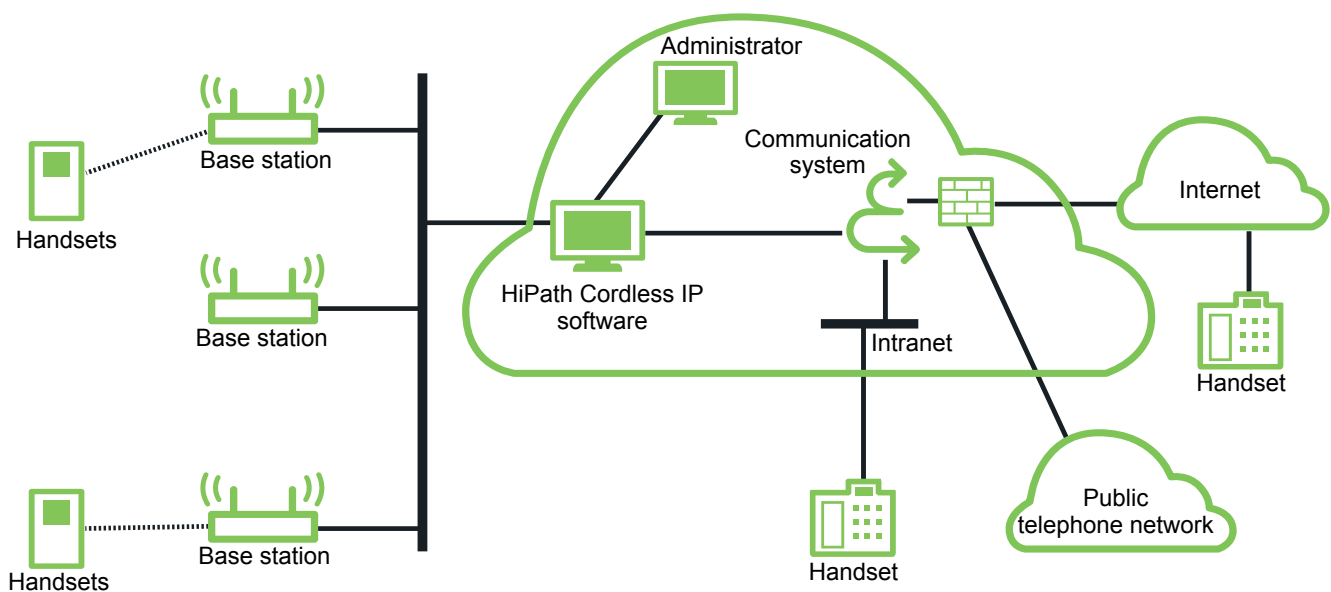 Administrator
Communication
system
Base station
Internet
Handsets
HiPath Cordless IP
software
Base station
Intranet
Handset
Public
telephone network
Base station
Handsets
Handset